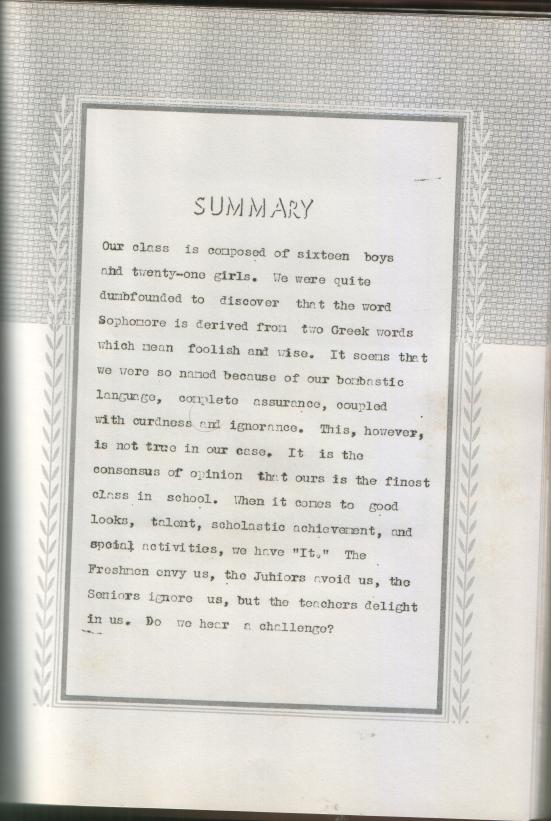 SUMMARY
Our class is composed of sixteen boys
and twenty-one girls. We were quite
dumbfounded to discover that the word
Sophomore is derived from two Greek words
which mean foolish and wise. It seems that
we were so named because of our bombastic
language, complete assurance, coupled
with curdness and ignorance. This, however,
is not true in our case. It is the
consensus of opinion that ours is the finest
class in school. When it comes to good
looks, talent, scholastic achievement, and
special activities, we have "It." The
Freshmen envy us, the Juhiors avoid us, the
Seniors ignore us, but the teachers delight
in us. Do we hear a challenge?